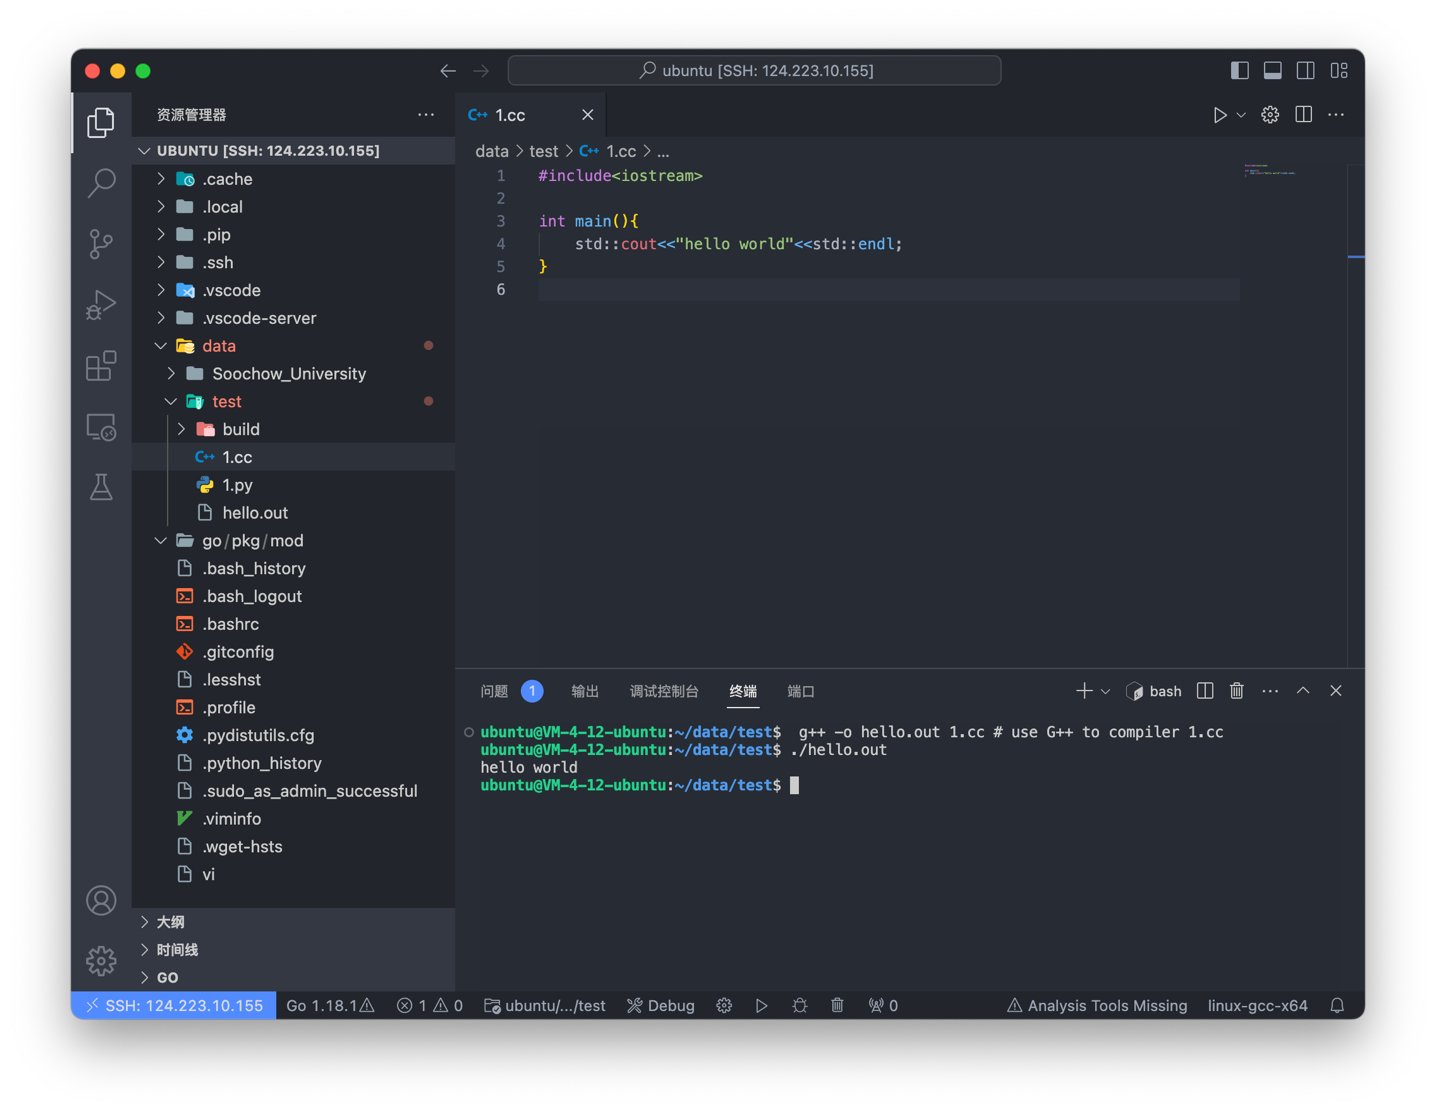 ubuntu [SSH: 124.223.10.155]
资源管理器
UBUNTU [SSH: 124.223.10.155]
.cache
.local
.pip
.ssh
.vscode
.vscode-server
data
Soochow_University
test
build
C++ 1.cc
1.py
hello.out
go/pkg/mod
.bash_history
.bash_logout
.bashrc
.gitconfig
.lesshst
.profile
.pydistutils.cfg
.python_history
.sudo_as_admin_successful
.viminfo
.wget-hsts
vi
大纲
时间线
GO
C++ 1.cc
data > test > C++ 1.cc > ...
1 #include<iostream>
2
3 int main(){
4 std::cout<<"hello world"<<std::endl;
5 }
6
问题 1 输出 调试控制台 终端 端口
bash
ubuntu@VM-4-12-ubuntu:~/data/test$ g++ -o hello.out 1.cc # use G++ to compiler 1.cc
ubuntu@VM-4-12-ubuntu:~/data/test$ ./hello.out
hello world
ubuntu@VM-4-12-ubuntu:~/data/test$
SSH: 124.223.10.155 Go 1.18.1 1 0 ubuntu/.../test Debug 0 Analysis Tools Missing linux-gcc-x64